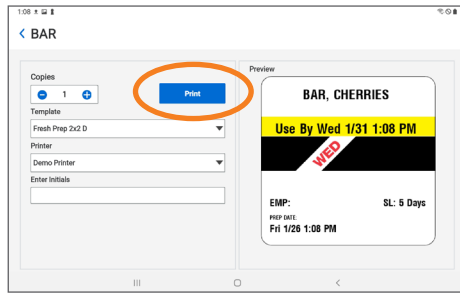 1:08
BAR
Copies
1
Print
Template
Fresh Prep 2x2 D
Printer
Demo Printer
Enter Initials
Preview
BAR, CHERRIES
Use By Wed 1/31 1:08 PM
WED
EMP: SL: 5 Days
PREP DATE:
Fri 1/26 1:08 PM